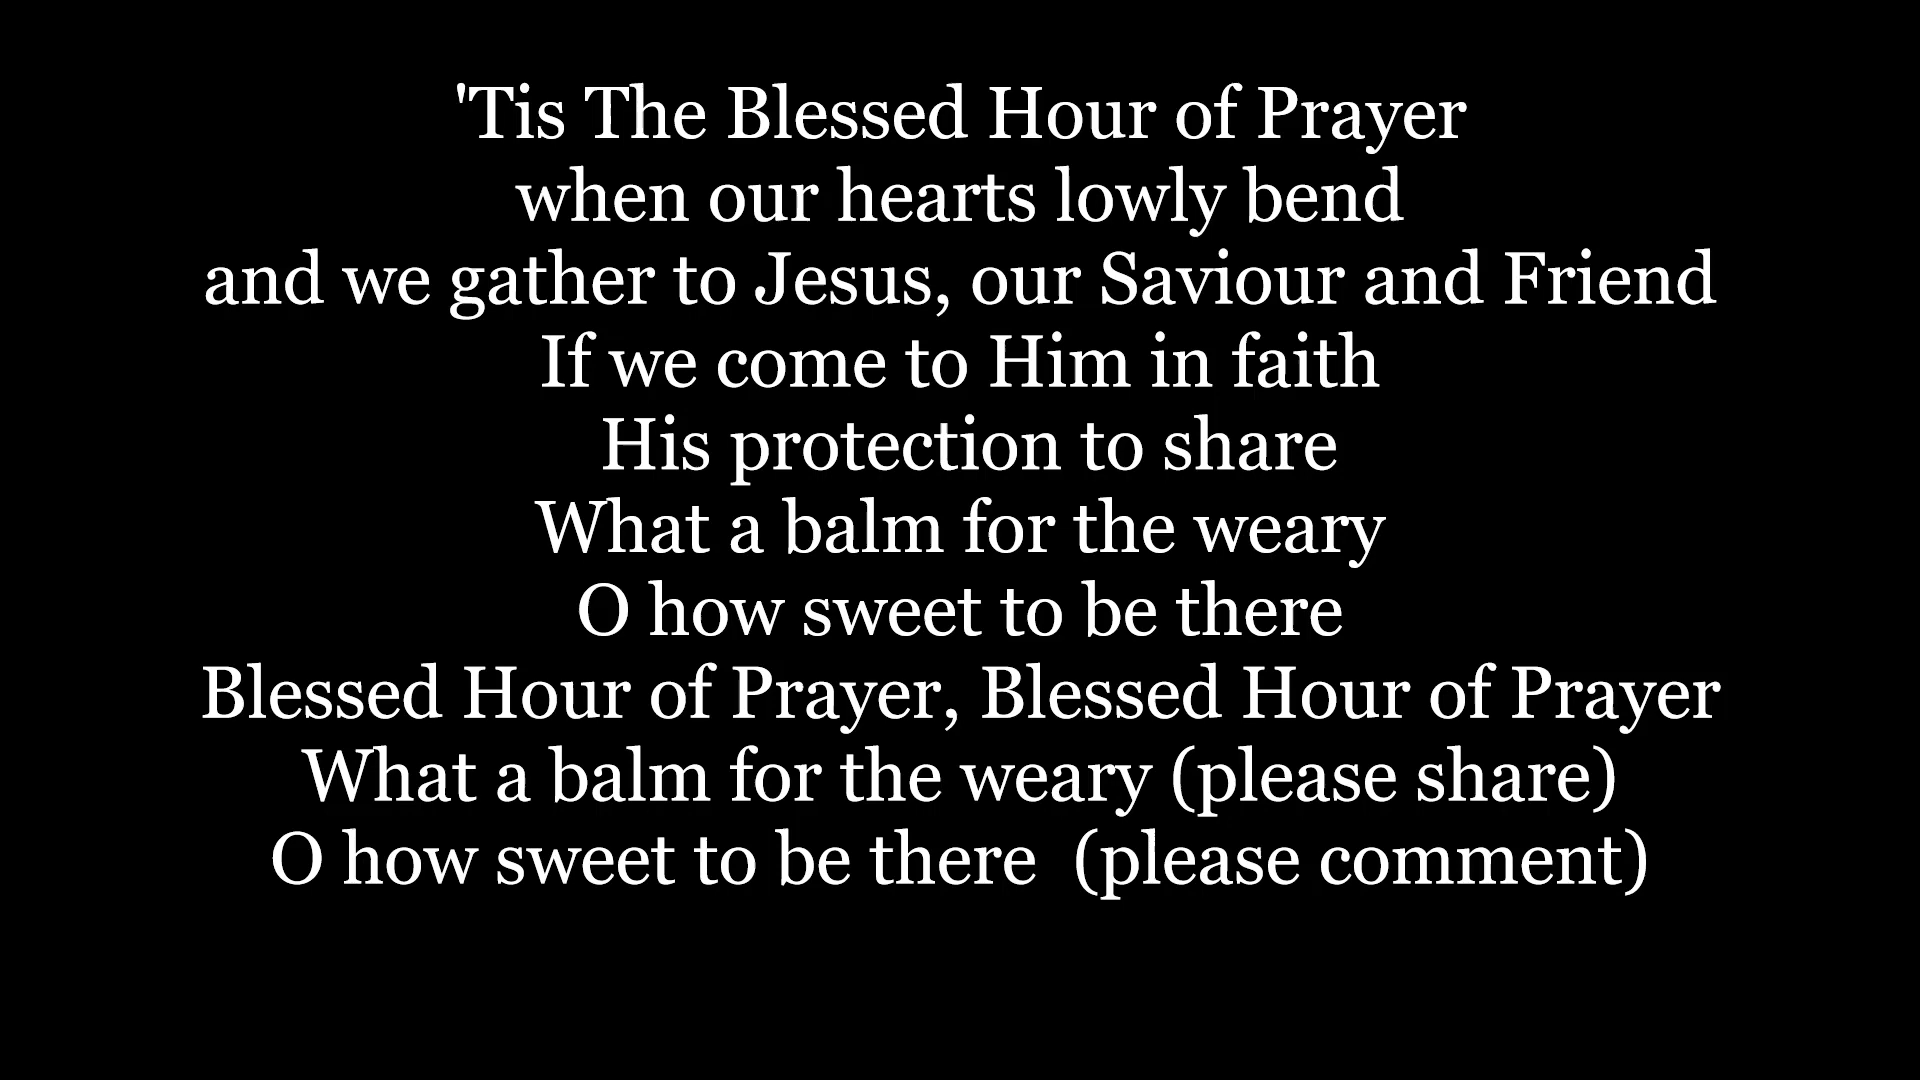 'Tis The Blessed Hour of Prayer
when our hearts lowly bend
and we gather to Jesus, our Saviour and Friend
If we come to Him in faith
His protection to share
What a balm for the weary
O how sweet to be there
Blessed Hour of Prayer, Blessed Hour of Prayer
What a balm for the weary (please share)
O how sweet to be there  (please comment)